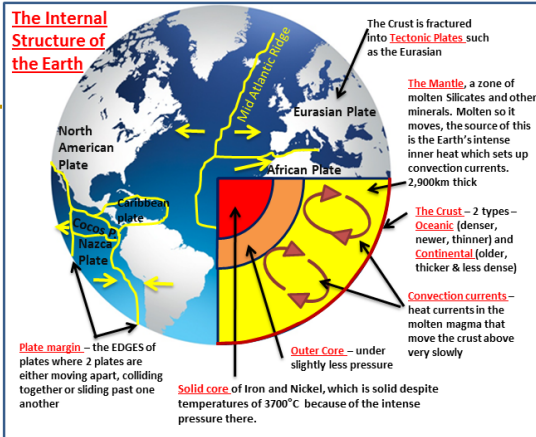 The Internal
Structure of
the Earth
The Crust is fractured
into Tectonic Plates such
as the Eurasian
Mid Atlantic Ridge
Eurasian Plate
North
American
Plate
African Plate
Caribbean
plate
Cocos P.
Nazca
Plate
The Mantle, a zone of
molten Silicates and other
minerals. Molten so it
moves, the source of this
is the Earth's intense
inner heat which sets up
convection currents.
2,900km thick
The Crust – 2 types –
Oceanic (denser,
newer, thinner) and
Continental (older,
thicker & less dense)
Convection currents –
heat currents in the
molten magma that
move the crust above
very slowly
Plate margin – the EDGES of
plates where 2 plates are
either moving apart, colliding
together or sliding past one
another
Outer Core – under
slightly less pressure
Solid core of Iron and Nickel, which is solid despite
temperatures of 3700°C because of the intense
pressure there.